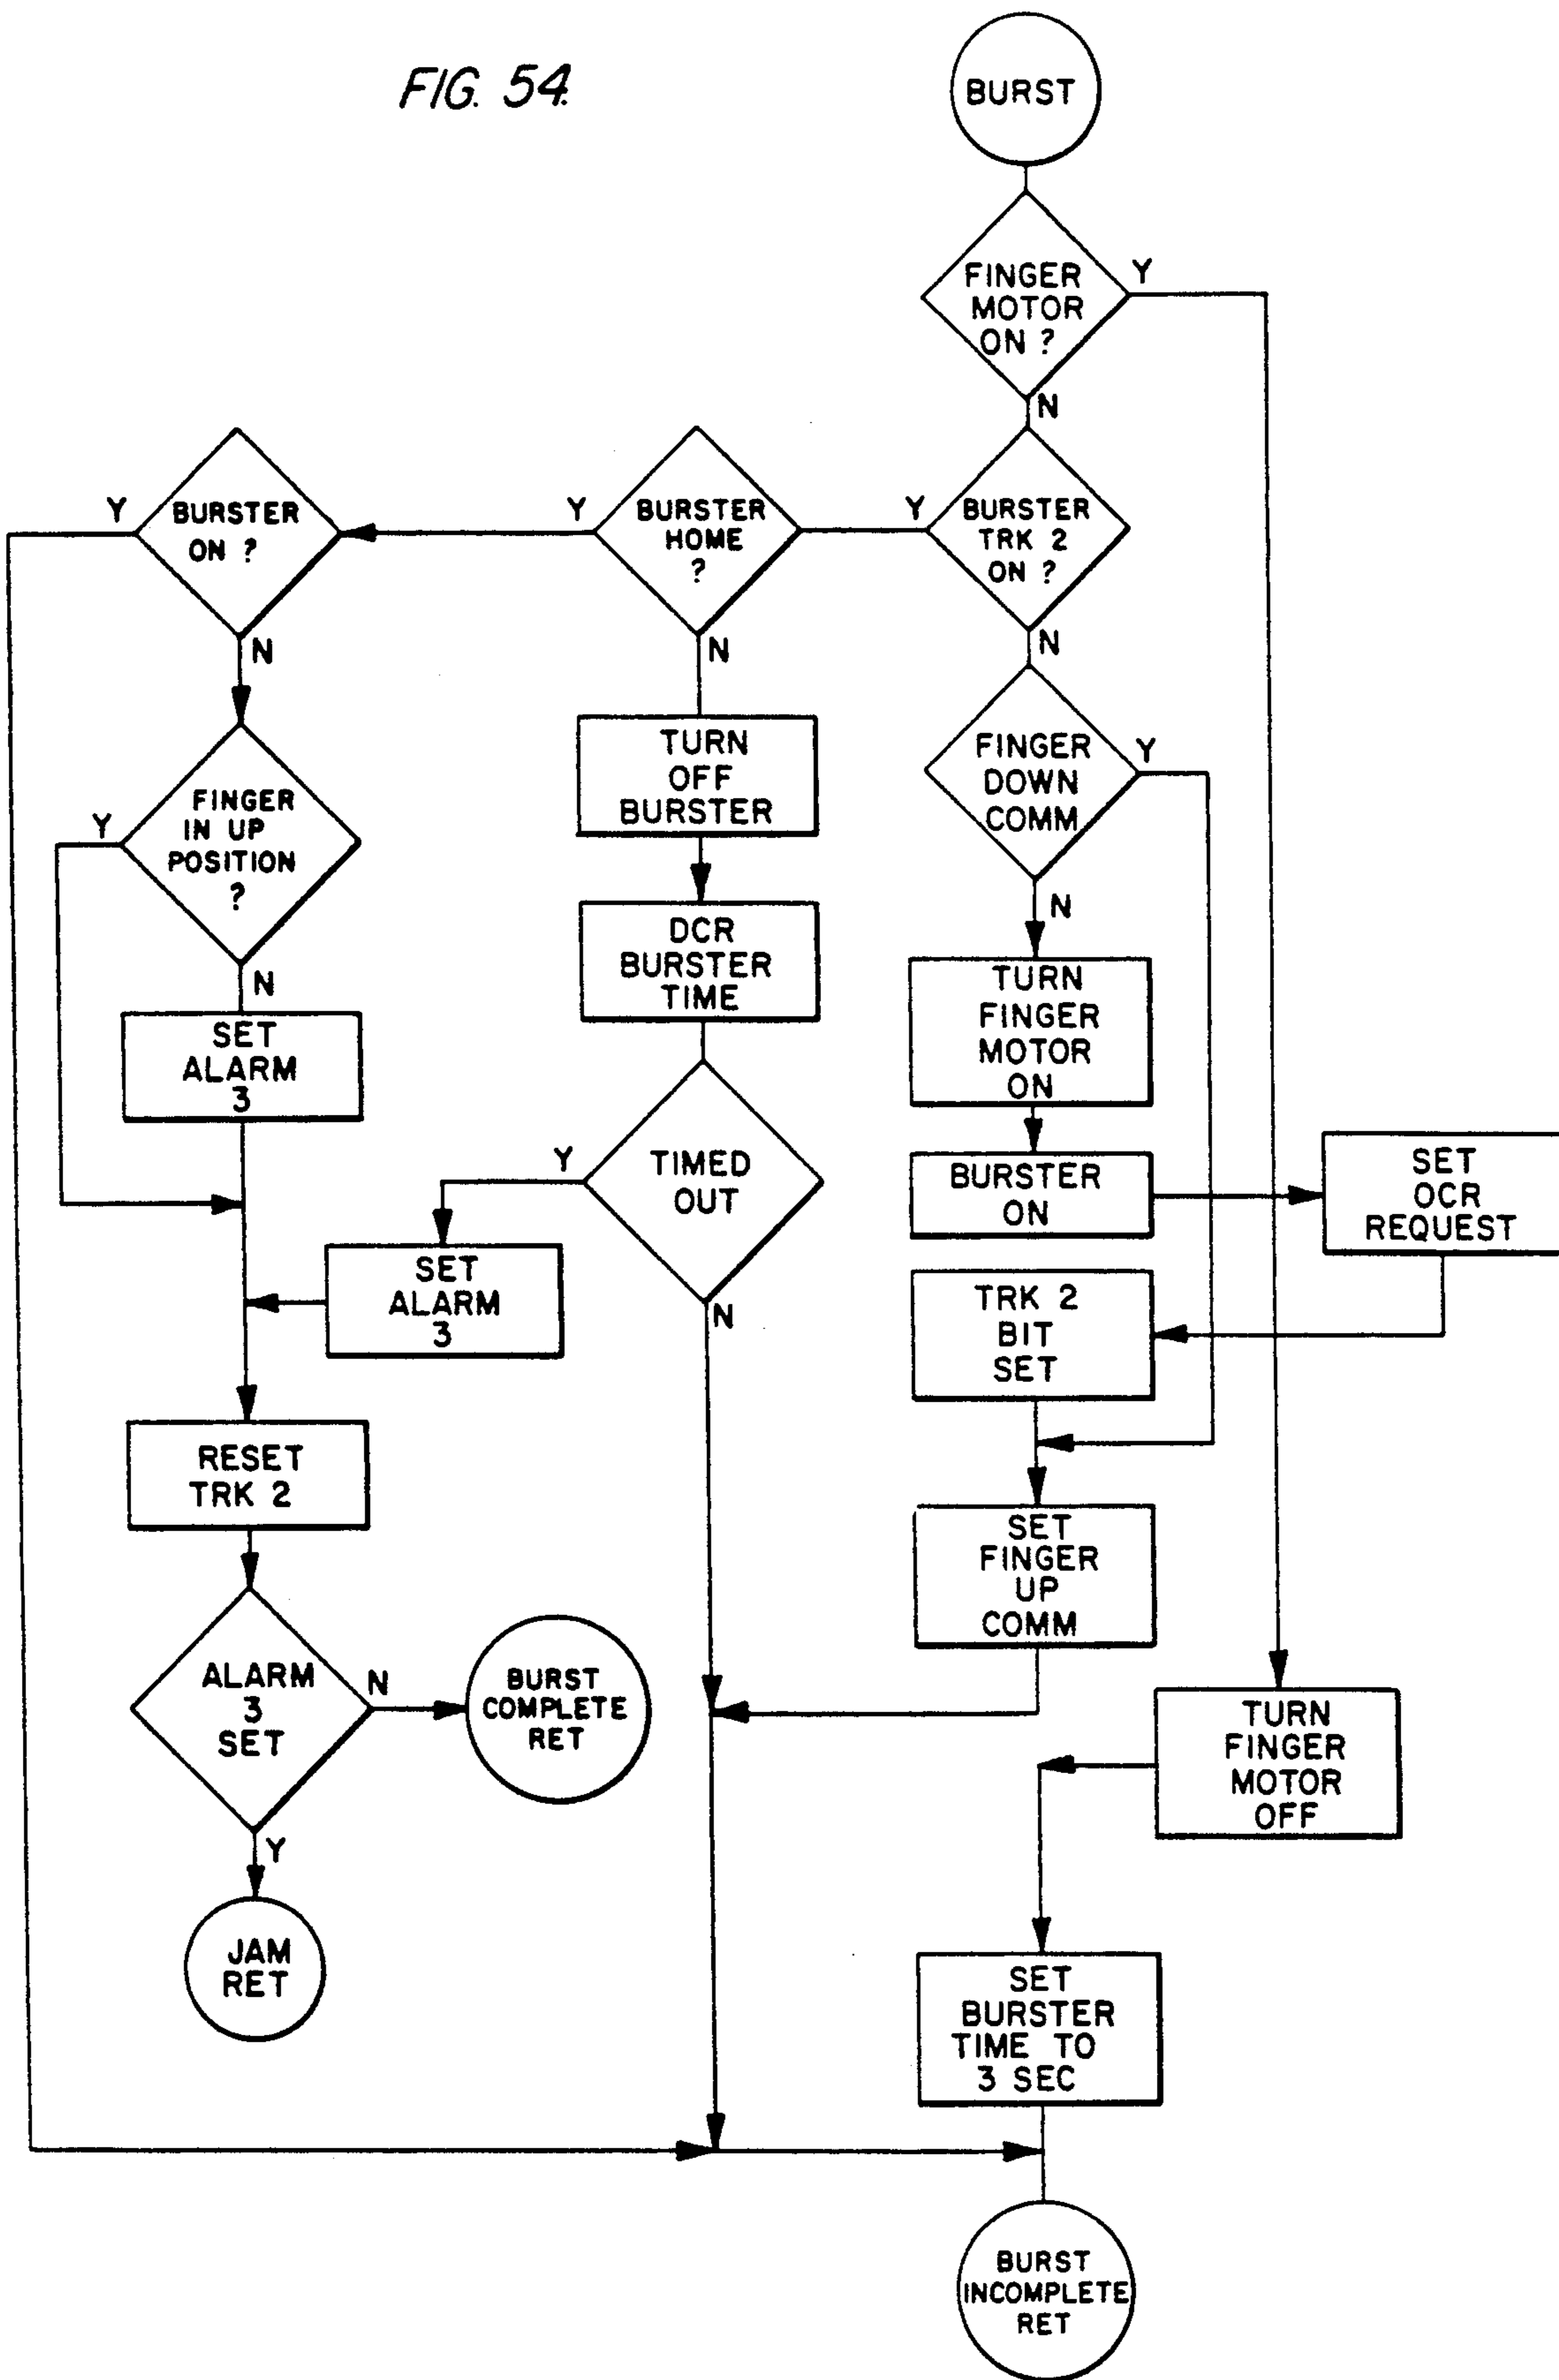 FIG. 54.
BURST
FINGER
MOTOR
ON ?
Y
N
BURSTER
ON ?
Y
N
BURSTER
HOME
?
Y
N
BURSTER
TRK 2
ON ?
Y
N
FINGER
IN UP
POSITION
?
Y
N
TURN
OFF
BURSTER
FINGER
DOWN
COMM
Y
N
DCR
BURSTER
TIME
TURN
FINGER
MOTOR
ON
SET
ALARM
3
TIMED
OUT
Y
N
BURSTER
ON
SET
OCR
REQUEST
SET
ALARM
3
TRK 2
BIT
SET
RESET
TRK 2
SET
FINGER
UP
COMM
ALARM
3
SET
N
Y
BURST
COMPLETE
RET
TURN
FINGER
MOTOR
OFF
JAM
RET
SET
BURSTER
TIME TO
3 SEC
BURST
INCOMPLETE
RET